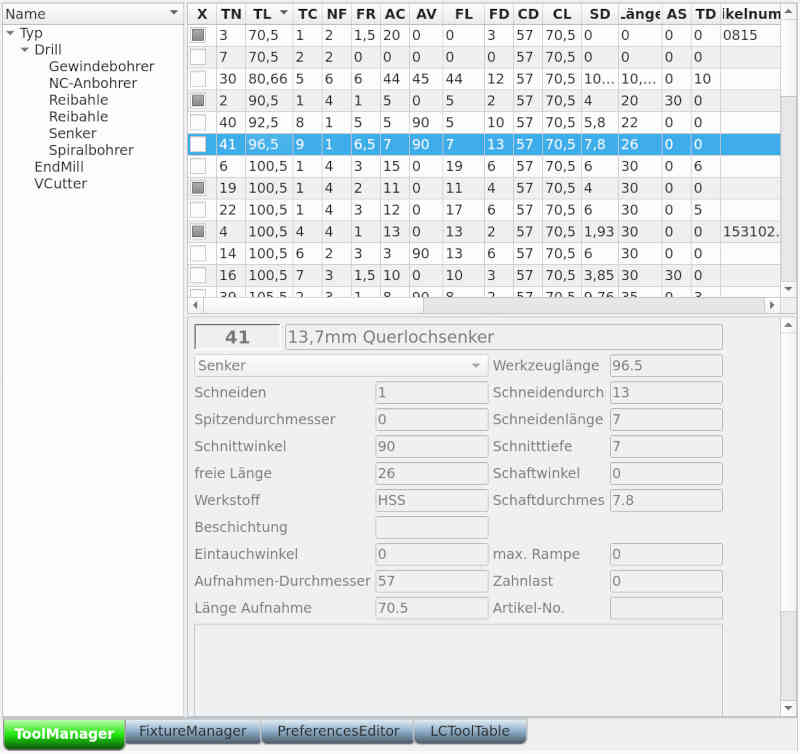 Name
Typ
Drill
Gewindebohrer
NC-Anbohrer
Reibahle
Reibahle
Senker
Spiralbohrer
EndMill
VCutter
X TN TL TC NF FR AC AV FL FD CD CL SD Länge AS TD ikelnum
3 70,5 1 2 1,5 20 0 0 3 57 70,5 0 0 0 0 0815
7 70,5 2 2 0 0 0 0 0 57 70,5 0 0 0 0
30 80,66 5 6 6 44 45 44 12 57 70,5 10... 10,... 0 10
2 90,5 1 4 1 5 0 5 2 57 70,5 4 20 30 0
40 92,5 8 1 5 5 90 5 10 57 70,5 5,8 22 0 0
41 96,5 9 1 6,5 7 90 7 13 57 70,5 7,8 26 0 0
6 100,5 1 4 3 15 0 19 6 57 70,5 6 30 0 6
19 100,5 1 4 2 11 0 11 4 57 70,5 4 30 0 0
22 100,5 1 4 3 12 0 17 6 57 70,5 6 30 0 5
4 100,5 4 4 1 13 0 13 2 57 70,5 1,93 30 0 0 153102.
14 100,5 6 2 3 3 90 13 6 57 70,5 6 30 0 0
16 100,5 7 3 1,5 10 0 10 3 57 70,5 3,85 30 30 0
39 105,5 2 3 1 8 90 8 2 57 70,5 9,76 35 0 3
41 13,7mm Querlochsenker
Senker Werkzeuglänge 96.5
Schneiden 1 Schneidendurch 13
Spitzendurchmesser 0 Schneidenlänge 7
Schnittwinkel 90 Schnitttiefe 7
freie Länge 26 Schaftwinkel 0
Werkstoff HSS Schaftdurchmes 7.8
Beschichtung
Eintauchwinkel 0 max. Rampe 0
Aufnahmen-Durchmesser 57 Zahnlast 0
Länge Aufnahme 70.5 Artikel-No.
ToolManager FixtureManager PreferencesEditor LCToolTable